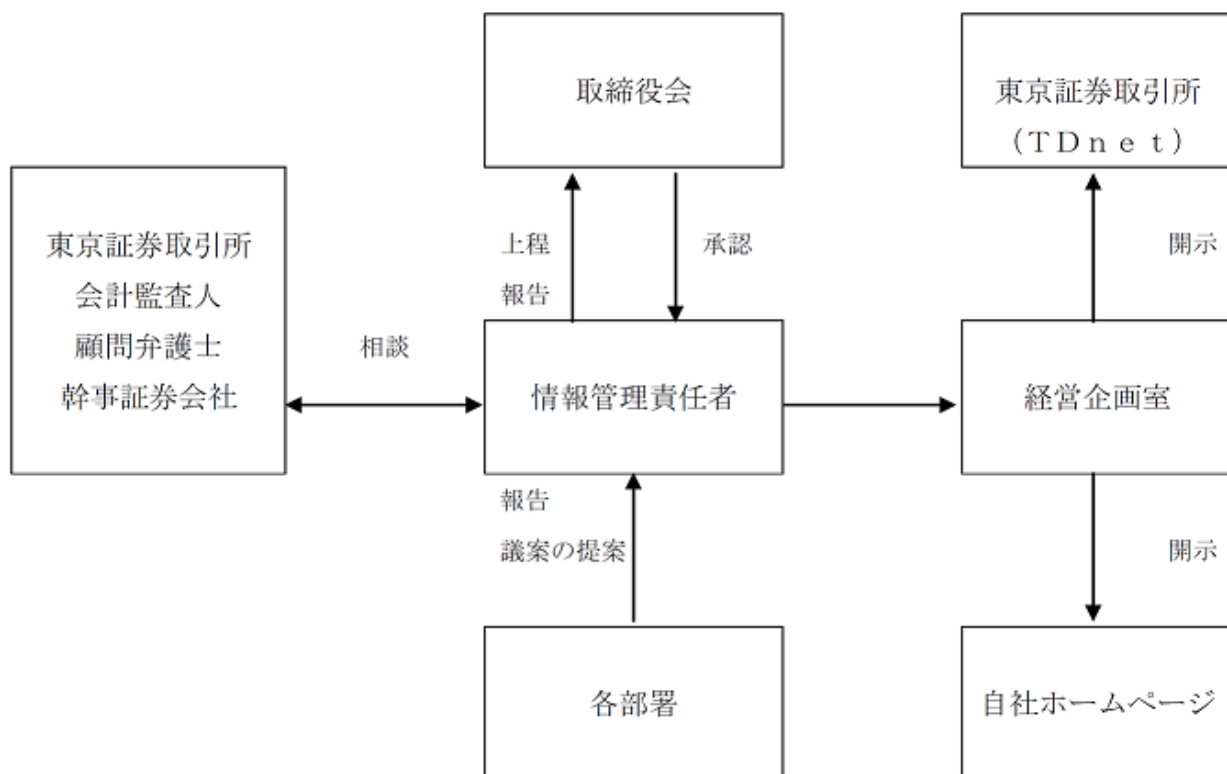 取締役会
東京証券取引所
（ＴＤｎｅｔ）
東京証券取引所
会計監査人
顧問弁護士
幹事証券会社
上程
報告
承認
開示
相談
情報管理責任者
経営企画室
報告
議案の提案
開示
各部署
自社ホームページ